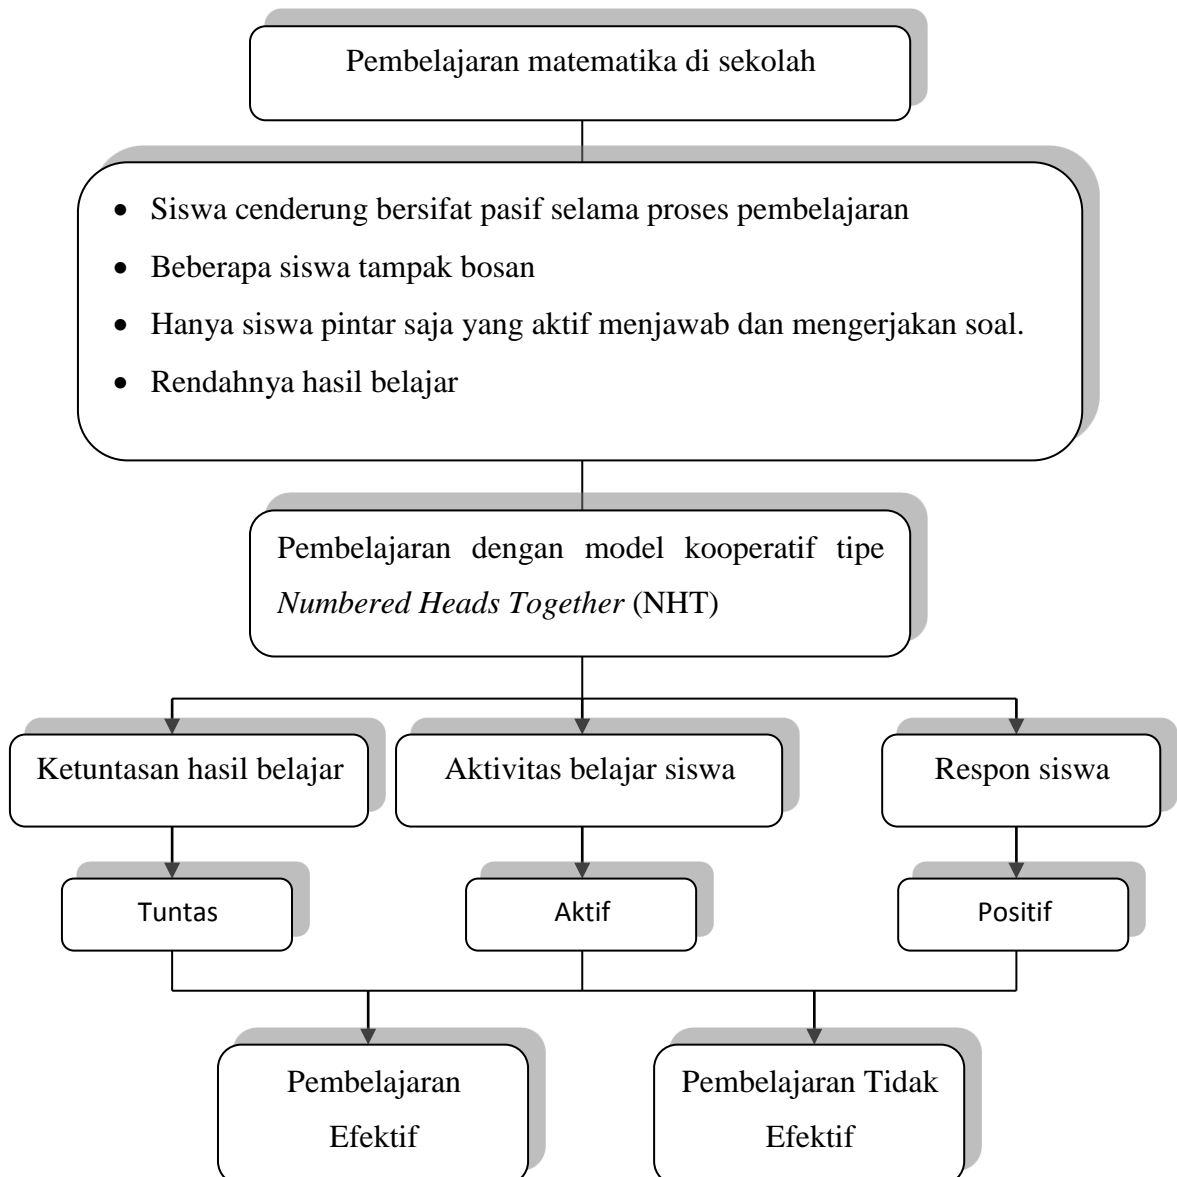 Pembelajaran matematika di sekolah
• Siswa cenderung bersifat pasif selama proses pembelajaran
• Beberapa siswa tampak bosan
• Hanya siswa pintar saja yang aktif menjawab dan mengerjakan soal.
• Rendahnya hasil belajar
Pembelajaran dengan model kooperatif tipe
Numbered Heads Together (NHT)
Ketuntasan hasil belajar
Aktivitas belajar siswa
Respon siswa
Tuntas
Aktif
Positif
Pembelajaran
Efektif
Pembelajaran Tidak
Efektif